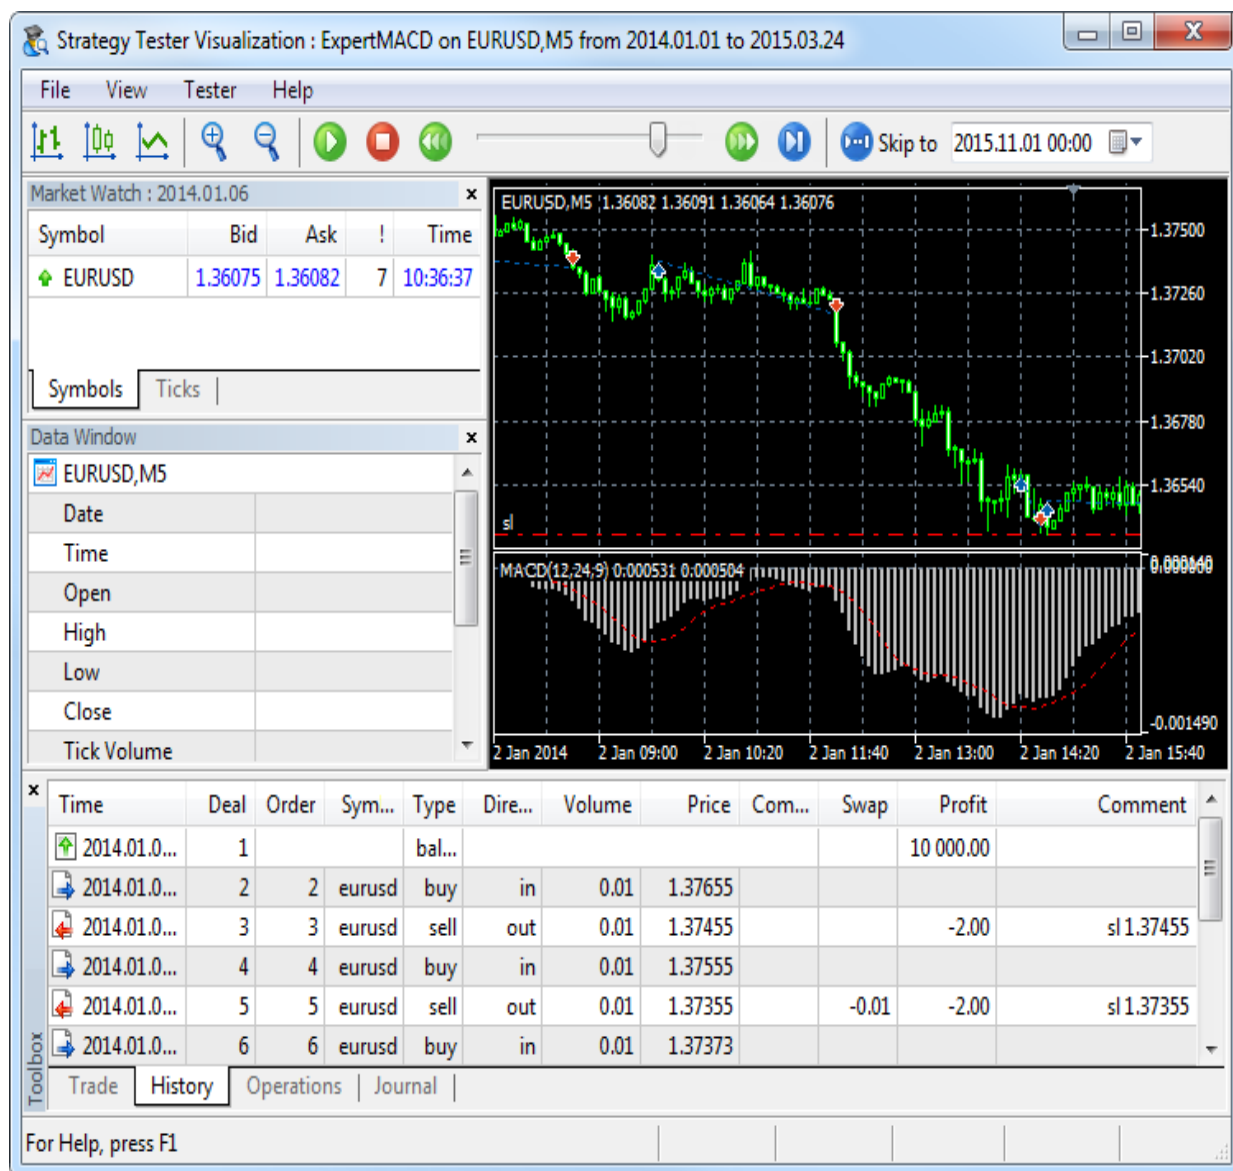 Strategy Tester Visualization : ExpertMACD on EURUSD,M5 from 2014.01.01 to 2015.03.24
File View Tester Help
Skip to 2015.11.01 00:00
Market Watch : 2014.01.06
Symbol Bid Ask ! Time
EURUSD 1.36075 1.36082 7 10:36:37
Symbols Ticks
Data Window
EURUSD,M5
Date
Time
Open
High
Low
Close
Tick Volume
EURUSD,M5 1.36082 1.36091 1.36064 1.36076
1.37500
1.37260
1.37020
1.36780
1.36540
sl
MACD(12,24,9) 0.000531 0.000504
-0.001490
2 Jan 2014 2 Jan 09:00 2 Jan 10:20 2 Jan 11:40 2 Jan 13:00 2 Jan 14:20 2 Jan 15:40
Time Deal Order Sym... Type Dire... Volume Price Com... Swap Profit Comment
2014.01.0... 1 bal... 10 000.00
2014.01.0... 2 2 eurusd buy in 0.01 1.37655
2014.01.0... 3 3 eurusd sell out 0.01 1.37455 -2.00 sl 1.37455
2014.01.0... 4 4 eurusd buy in 0.01 1.37555
2014.01.0... 5 5 eurusd sell out 0.01 1.37355 -0.01 -2.00 sl 1.37355
2014.01.0... 6 6 eurusd buy in 0.01 1.37373
Toolbox
Trade History Operations Journal
For Help, press F1